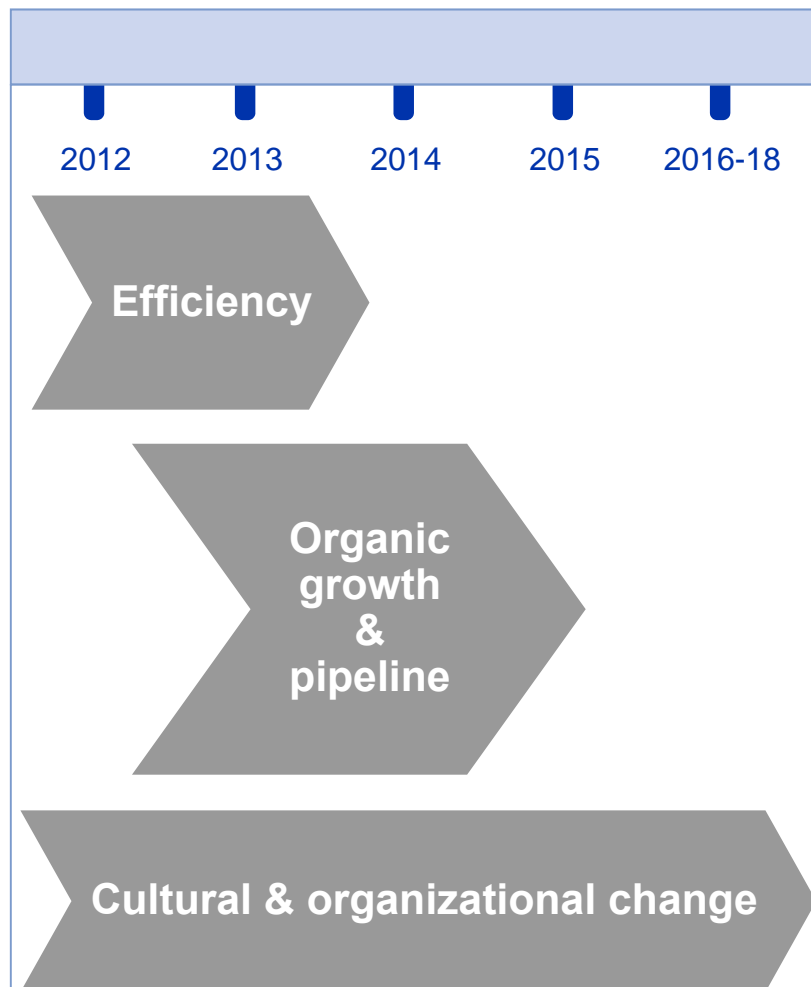 2012 2013 2014 2015 2016-18
Efficiency
Organic
growth
&
pipeline
Cultural & organizational change